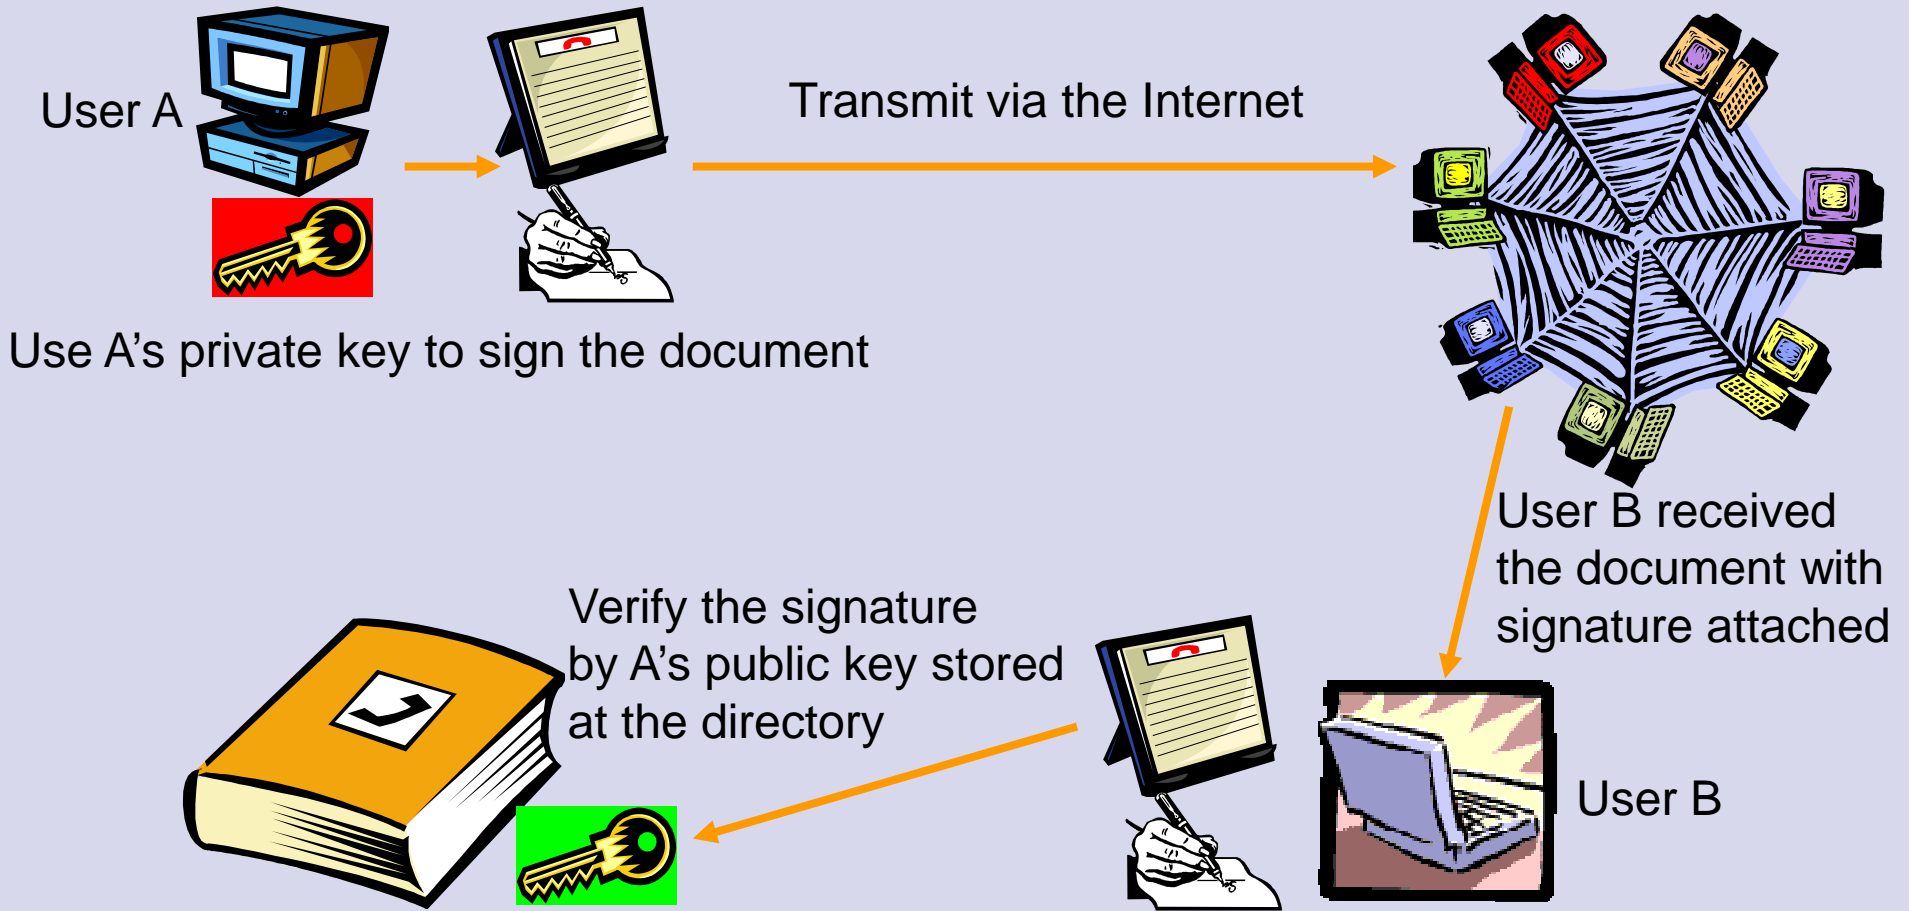 User A
Transmit via the Internet
Use A’s private key to sign the document
User B received
the document with
signature attached
Verify the signature
by A’s public key stored
at the directory
User B